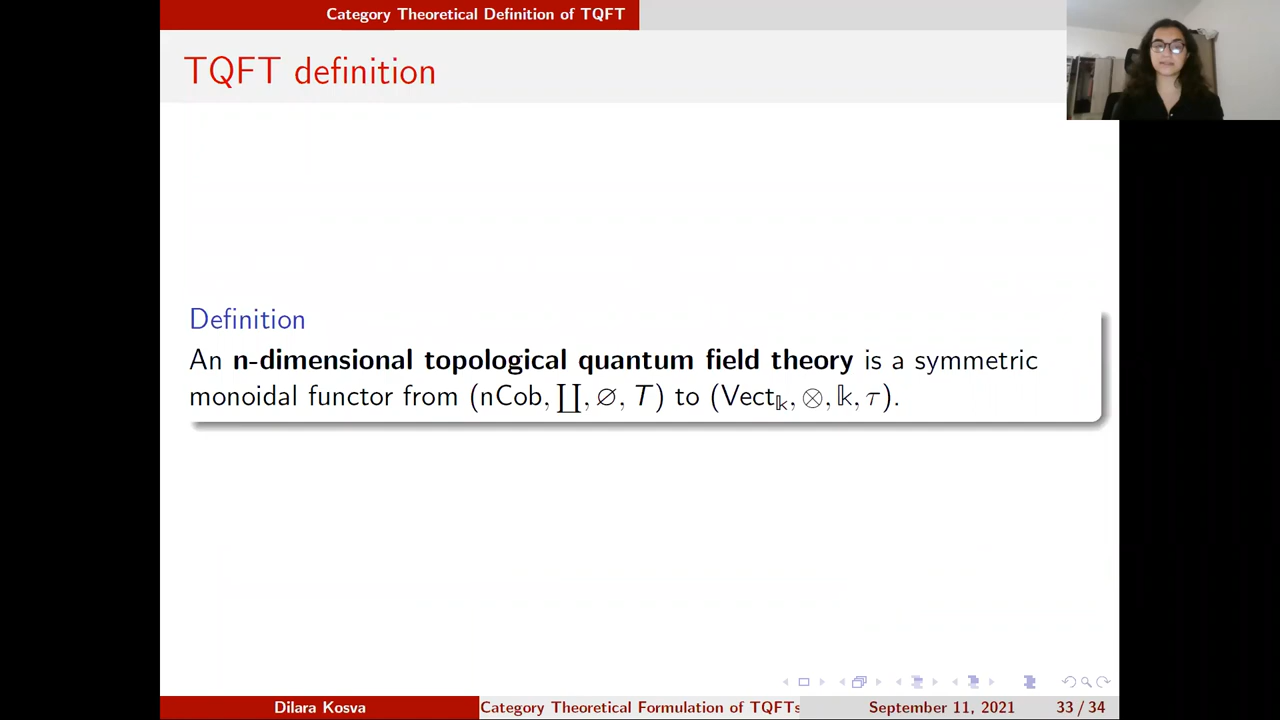 Category Theoretical Definition of TQFT
TQFT definition
Definition
An n-dimensional topological quantum field theory is a symmetric
monoidal functor from (nCob, ∐, ∅, T) to (Vect𝕜, ⊗, 𝕜, τ).
Dilara Kosva
Category Theoretical Formulation of TQFTs
September 11, 2021
33 / 34